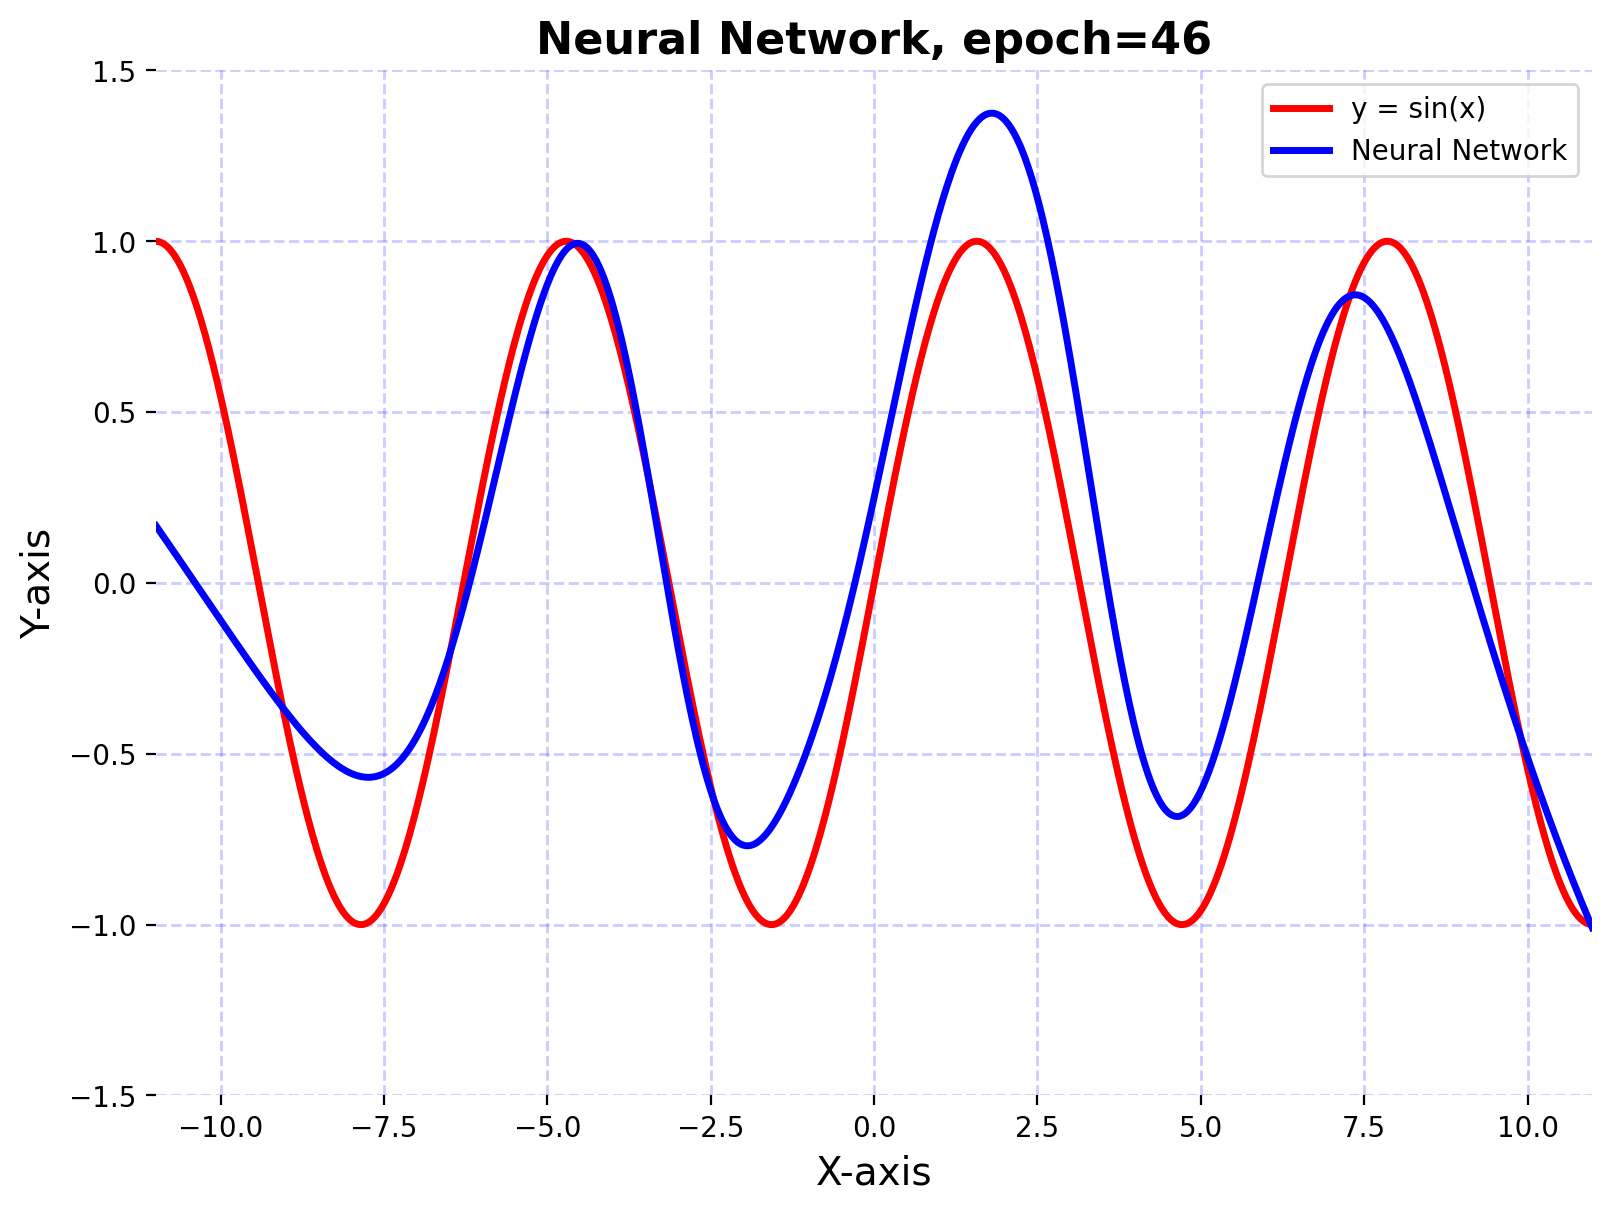 Neural Network, epoch=46
y = sin(x)
Neural Network
1.5
1.0
0.5
0.0
−0.5
−1.0
−1.5
Y-axis
−10.0 −7.5 −5.0 −2.5 0.0 2.5 5.0 7.5 10.0
X-axis